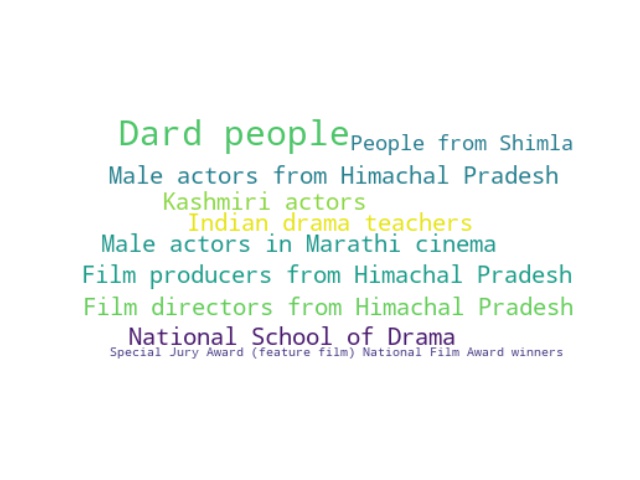 Dard people
People from Shimla
Male actors from Himachal Pradesh
Kashmiri actors
Indian drama teachers
Male actors in Marathi cinema
Film producers from Himachal Pradesh
Film directors from Himachal Pradesh
National School of Drama
Special Jury Award (feature film) National Film Award winners